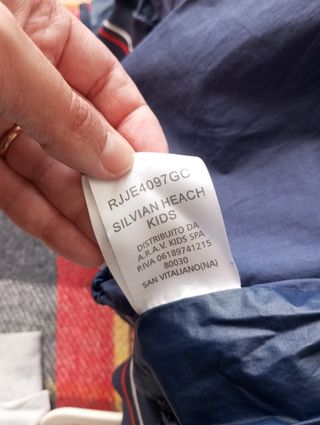 RJJE4097GC
SILVIAN HEACH
KIDS
DISTRIBUITO DA
A.R.A.V. KIDS SPA
P.IVA 06189741215
80030
SAN VITALIANO(NA)